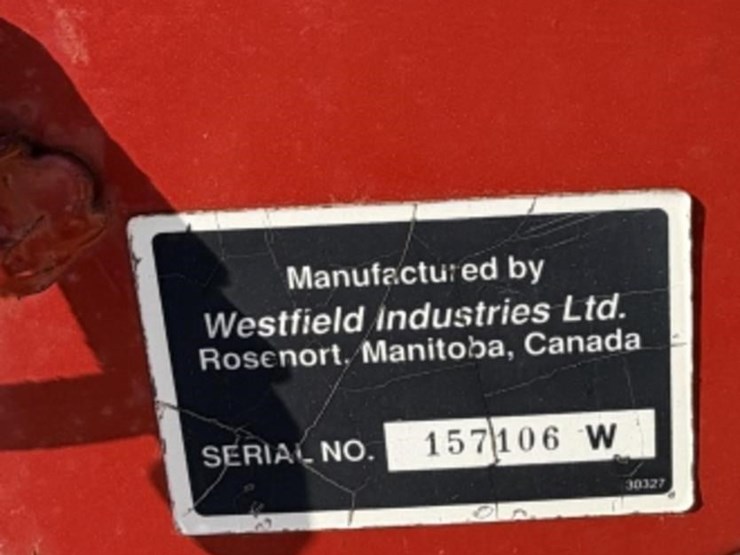 Manufactured by
Westfield Industries Ltd.
Rosenort, Manitoba, Canada
SERIAL NO. 157106 W
30327